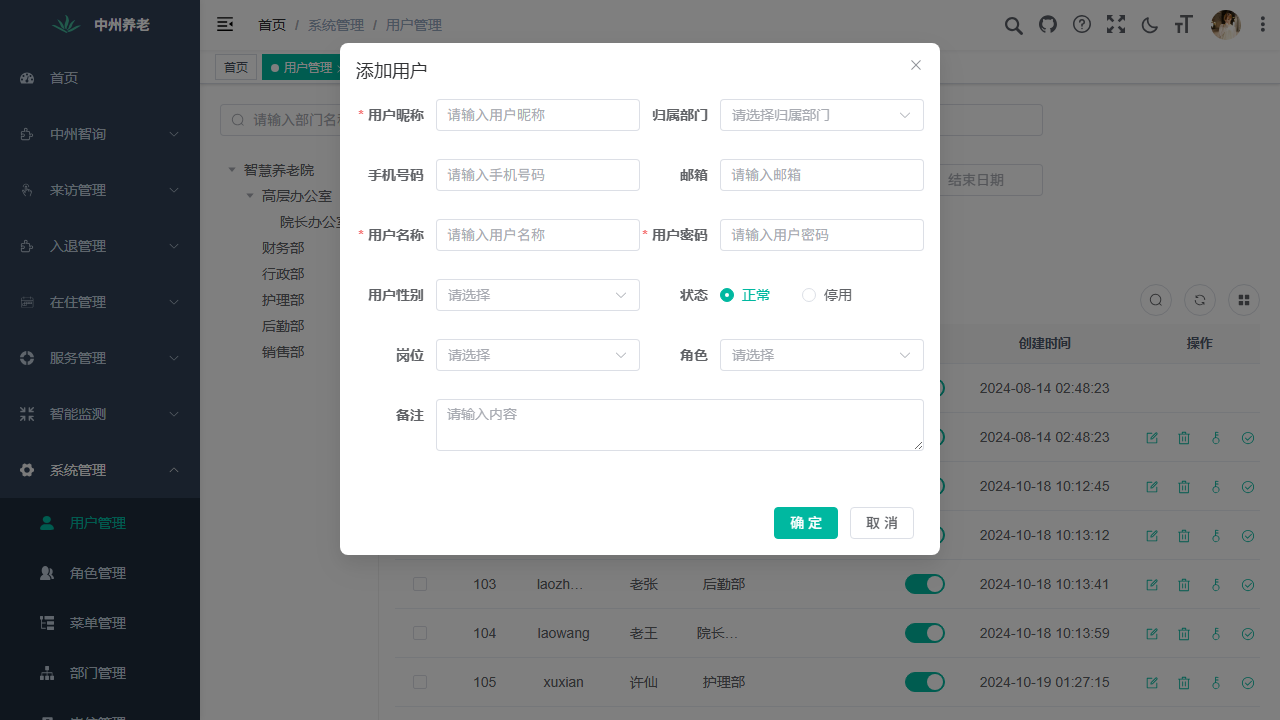 中州养老
首页 / 系统管理 / 用户管理
首页
用户管理
首页
中州智询
来访管理
入退管理
在住管理
服务管理
智能监测
系统管理
用户管理
角色管理
菜单管理
部门管理
请输入部门名
智慧养老院
高层办公室
院长办公
财务部
行政部
护理部
后勤部
销售部
添加用户
* 用户昵称 请输入用户昵称 归属部门 请选择归属部门
手机号码 请输入手机号码 邮箱 请输入邮箱
* 用户名称 请输入用户名称 * 用户密码 请输入用户密码
用户性别 请选择 状态 正常 停用
岗位 请选择 角色 请选择
备注 请输入内容
确 定 取 消
结束日期
创建时间 操作
2024-08-14 02:48:23
2024-08-14 02:48:23
2024-10-18 10:12:45
2024-10-18 10:13:12
103 laozh… 老张 后勤部 2024-10-18 10:13:41
104 laowang 老王 院长… 2024-10-18 10:13:59
105 xuxian 许仙 护理部 2024-10-19 01:27:15